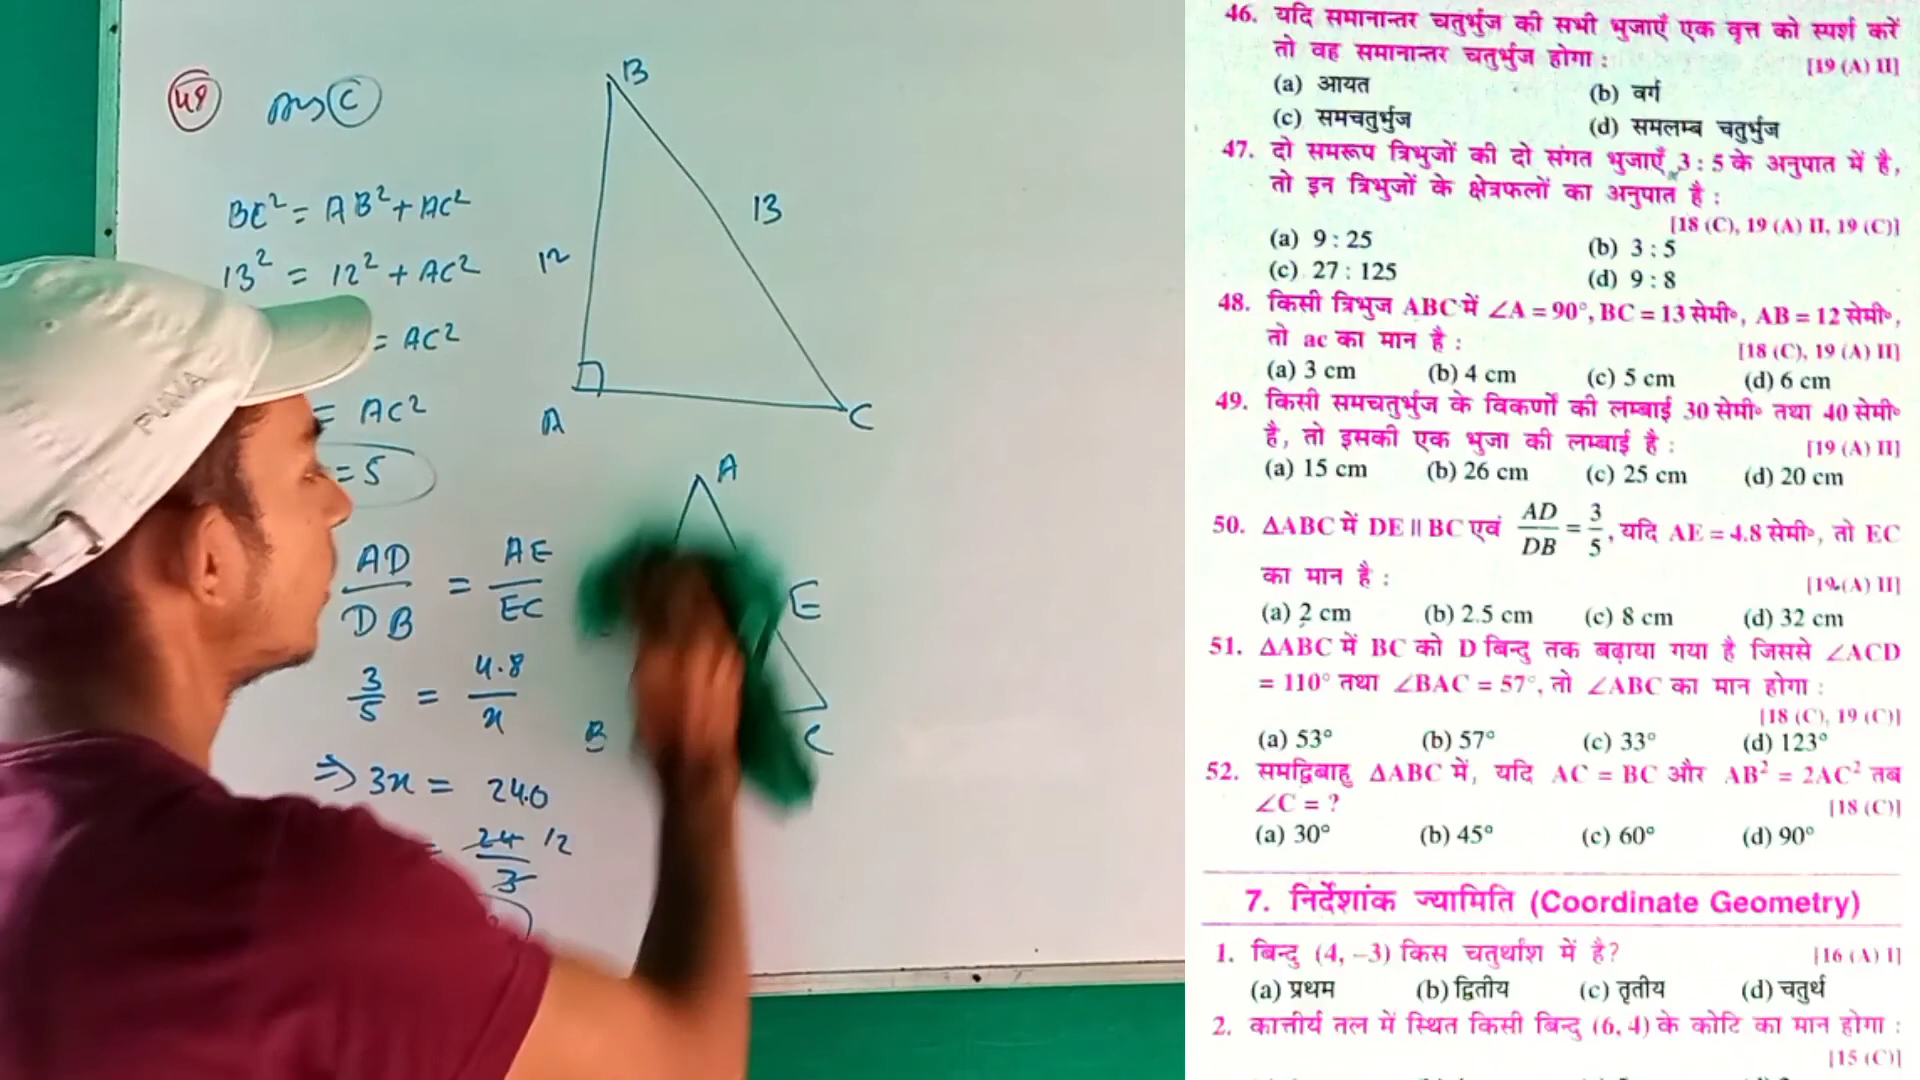 48 Ans C
B
BC² = AB² + AC²
13
13² = 12² + AC²
12
= AC²
= AC²
A
C
= 5
A
AD/DB = AE/EC
E
3/5 = 4.8/x
B
C
⇒ 3x = 24.0
= 24/3 12
PUMA
46. यदि समानान्तर चतुर्भुज की सभी भुजाएँ एक वृत्त को स्पर्श करें
तो वह समानान्तर चतुर्भुज होगा : [19 (A) II]
(a) आयत (b) वर्ग
(c) समचतुर्भुज (d) समलम्ब चतुर्भुज
47. दो समरूप त्रिभुजों की दो संगत भुजाएँ 3 : 5 के अनुपात में है,
तो इन त्रिभुजों के क्षेत्रफलों का अनुपात है :
[18 (C), 19 (A) II, 19 (C)]
(a) 9 : 25 (b) 3 : 5
(c) 27 : 125 (d) 9 : 8
48. किसी त्रिभुज ABC में ∠A = 90°, BC = 13 सेमी०, AB = 12 सेमी०,
तो ac का मान है : [18 (C), 19 (A) II]
(a) 3 cm (b) 4 cm (c) 5 cm (d) 6 cm
49. किसी समचतुर्भुज के विकर्णों की लम्बाई 30 सेमी० तथा 40 सेमी०
है, तो इसकी एक भुजा की लम्बाई है : [19 (A) II]
(a) 15 cm (b) 26 cm (c) 25 cm (d) 20 cm
50. ΔABC में DE || BC एवं AD/DB = 3/5, यदि AE = 4.8 सेमी०, तो EC
का मान है : [19 (A) II]
(a) 2 cm (b) 2.5 cm (c) 8 cm (d) 32 cm
51. ΔABC में BC को D बिन्दु तक बढ़ाया गया है जिससे ∠ACD
= 110° तथा ∠BAC = 57°, तो ∠ABC का मान होगा :
[18 (C), 19 (C)]
(a) 53° (b) 57° (c) 33° (d) 123°
52. समद्विबाहु ΔABC में, यदि AC = BC और AB² = 2AC² तब
∠C = ? [18 (C)]
(a) 30° (b) 45° (c) 60° (d) 90°
7. निर्देशांक ज्यामिति (Coordinate Geometry)
1. बिन्दु (4, –3) किस चतुर्थांश में है? [16 (A) I]
(a) प्रथम (b) द्वितीय (c) तृतीय (d) चतुर्थ
2. कार्त्तीय तल में स्थित किसी बिन्दु (6, 4) के कोटि का मान होगा :
[15 (C)]